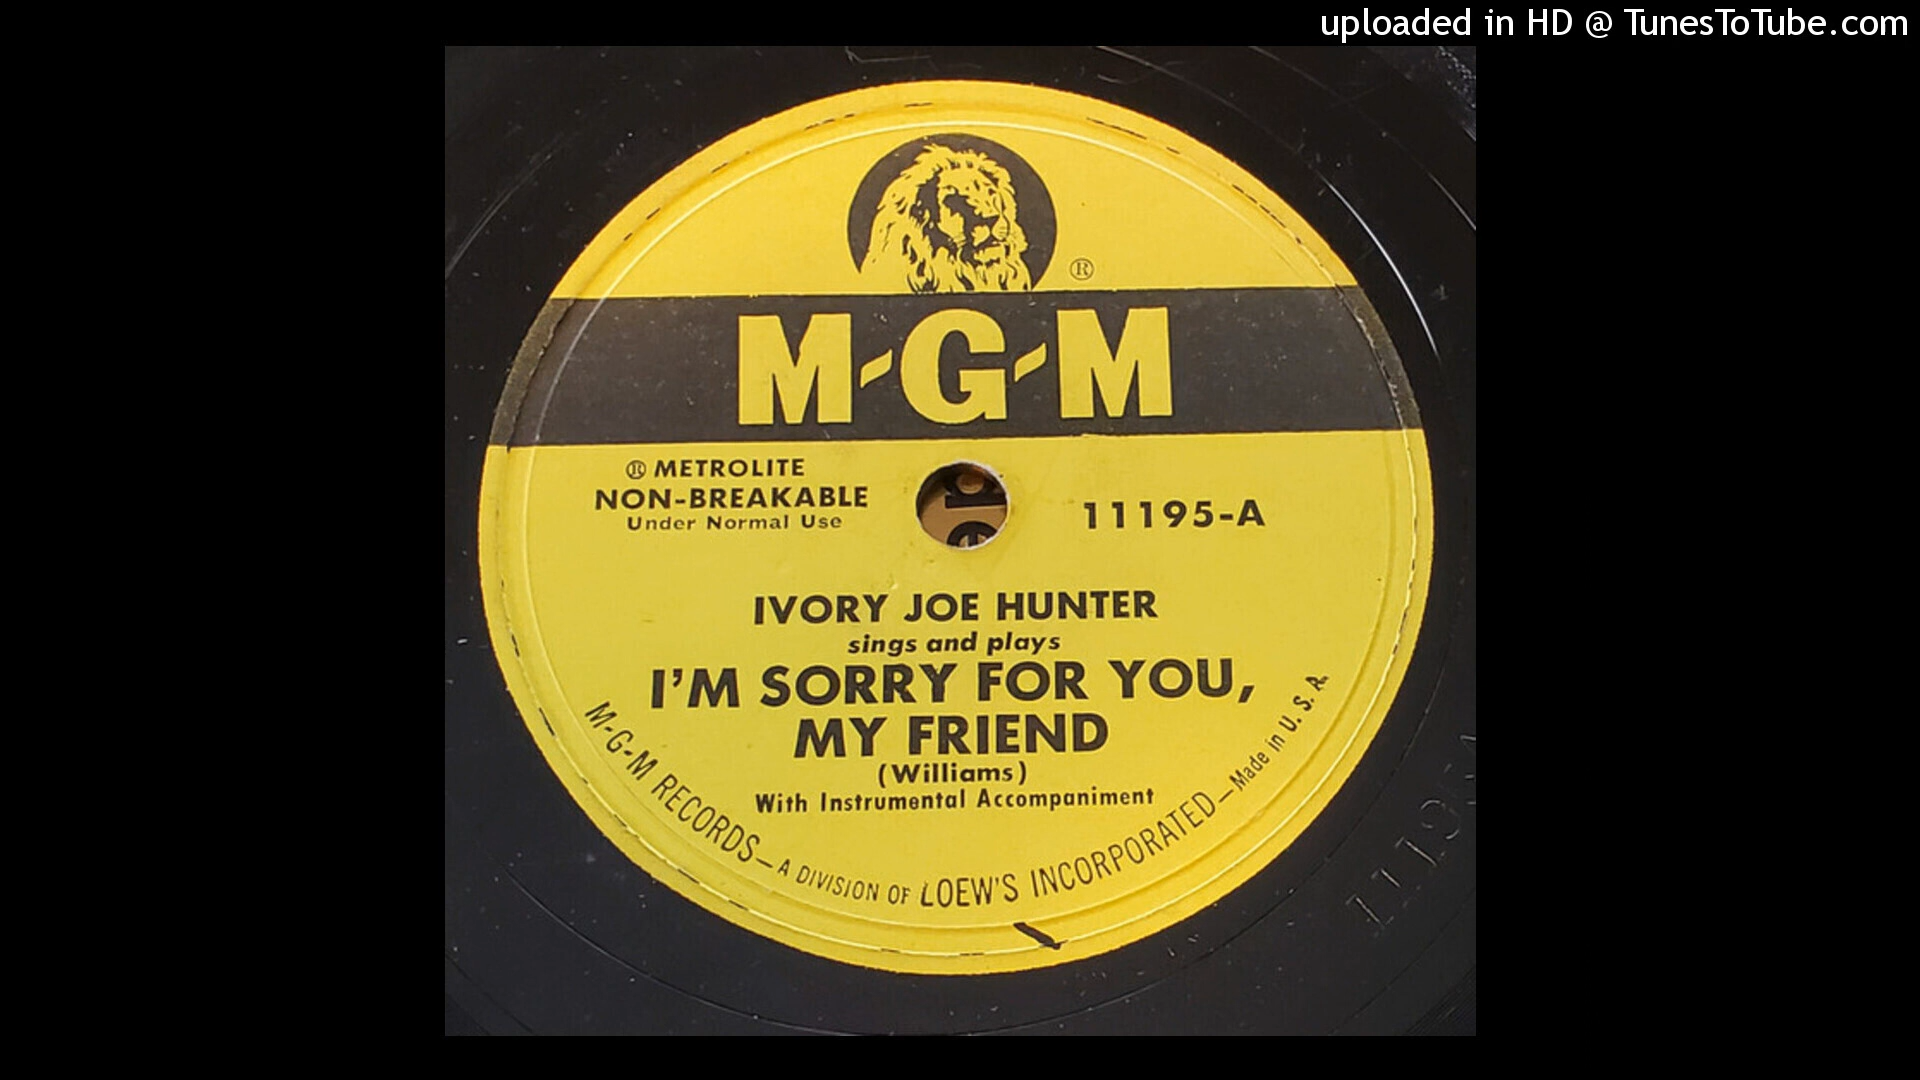 uploaded in HD @ TunesToTube.com
®
M-G-M
® METROLITE
NON-BREAKABLE
Under Normal Use
11195-A
IVORY JOE HUNTER
sings and plays
I'M SORRY FOR YOU,
MY FRIEND
(Williams)
With Instrumental Accompaniment
M-G-M RECORDS—A DIVISION OF LOEW'S INCORPORATED—Made in U. S. A.